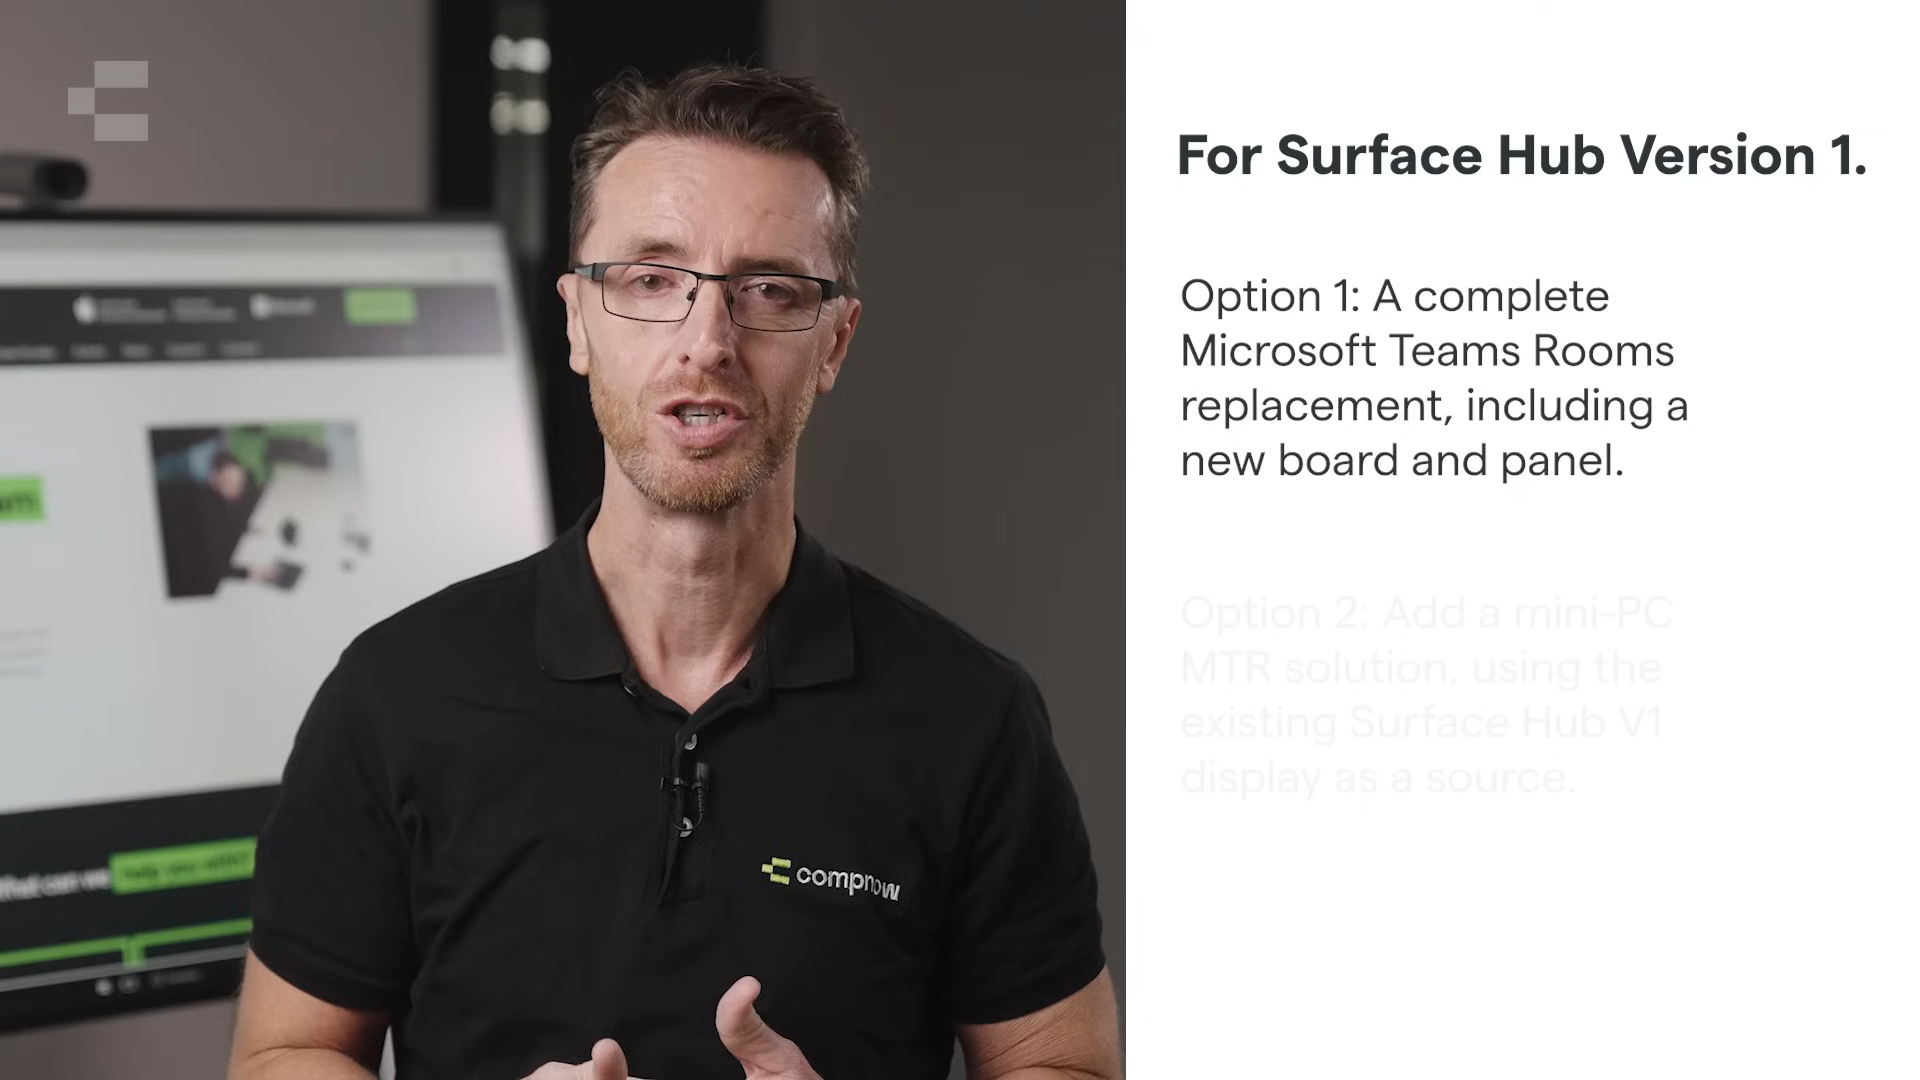 For Surface Hub Version 1.
Option 1: A complete
Microsoft Teams Rooms
replacement, including a
new board and panel.
Option 2: Add a mini-PC
MTR solution, using the
existing Surface Hub V1
display as a source.
compnow